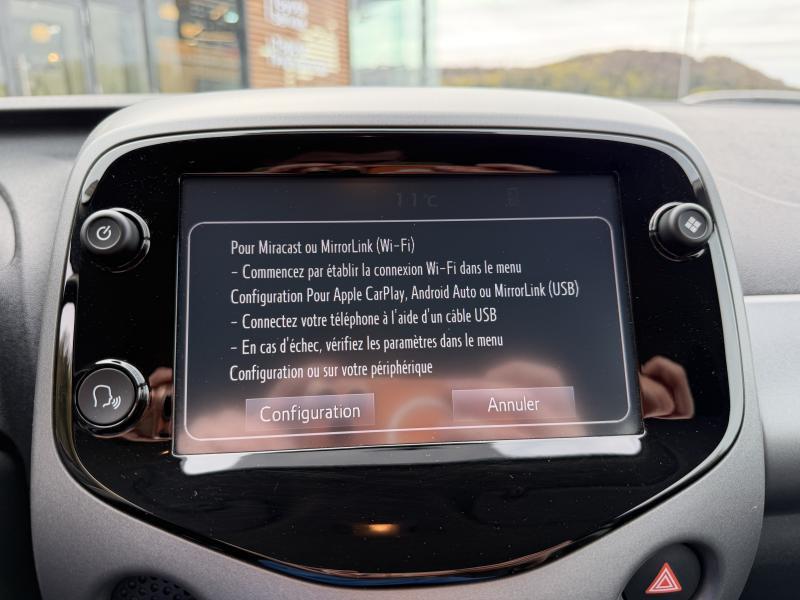 11°C
Pour Miracast ou MirrorLink (Wi-Fi)
- Commencez par établir la connexion Wi-Fi dans le menu
Configuration Pour Apple CarPlay, Android Auto ou MirrorLink (USB)
- Connectez votre téléphone à l'aide d'un câble USB
- En cas d'échec, vérifiez les paramètres dans le menu
Configuration ou sur votre périphérique
Configuration
Annuler